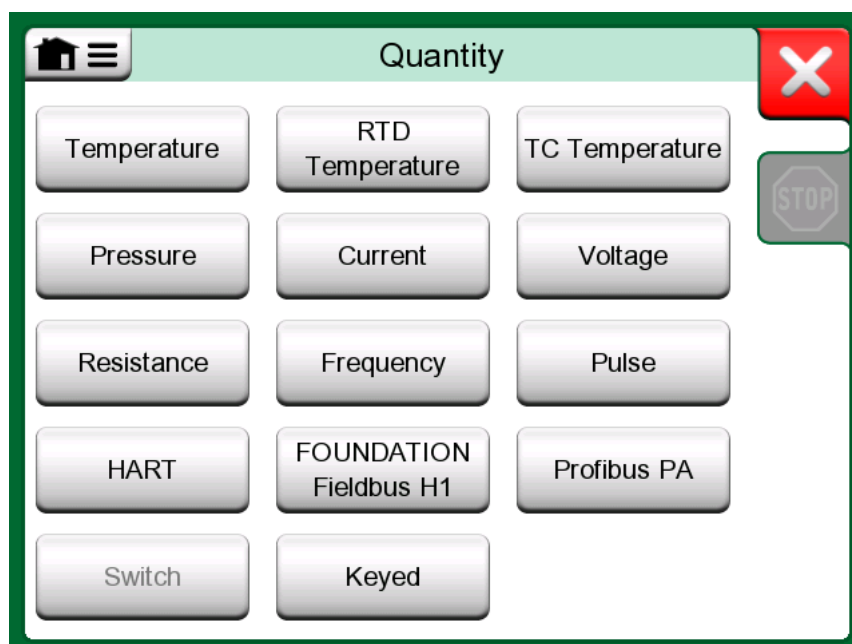 Quantity
Temperature
RTD
Temperature
TC Temperature
STOP
Pressure
Current
Voltage
Resistance
Frequency
Pulse
HART
FOUNDATION
Fieldbus H1
Profibus PA
Switch
Keyed